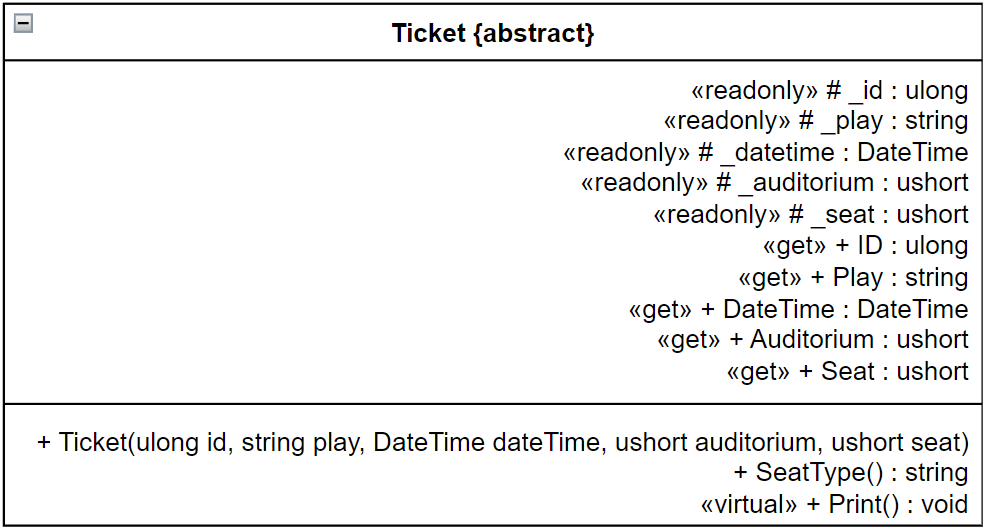 Ticket {abstract}
«readonly» # _id : ulong
«readonly» # _play : string
«readonly» # _datetime : DateTime
«readonly» # _auditorium : ushort
«readonly» # _seat : ushort
«get» + ID : ulong
«get» + Play : string
«get» + DateTime : DateTime
«get» + Auditorium : ushort
«get» + Seat : ushort
+ Ticket(ulong id, string play, DateTime dateTime, ushort auditorium, ushort seat)
+ SeatType() : string
«virtual» + Print() : void